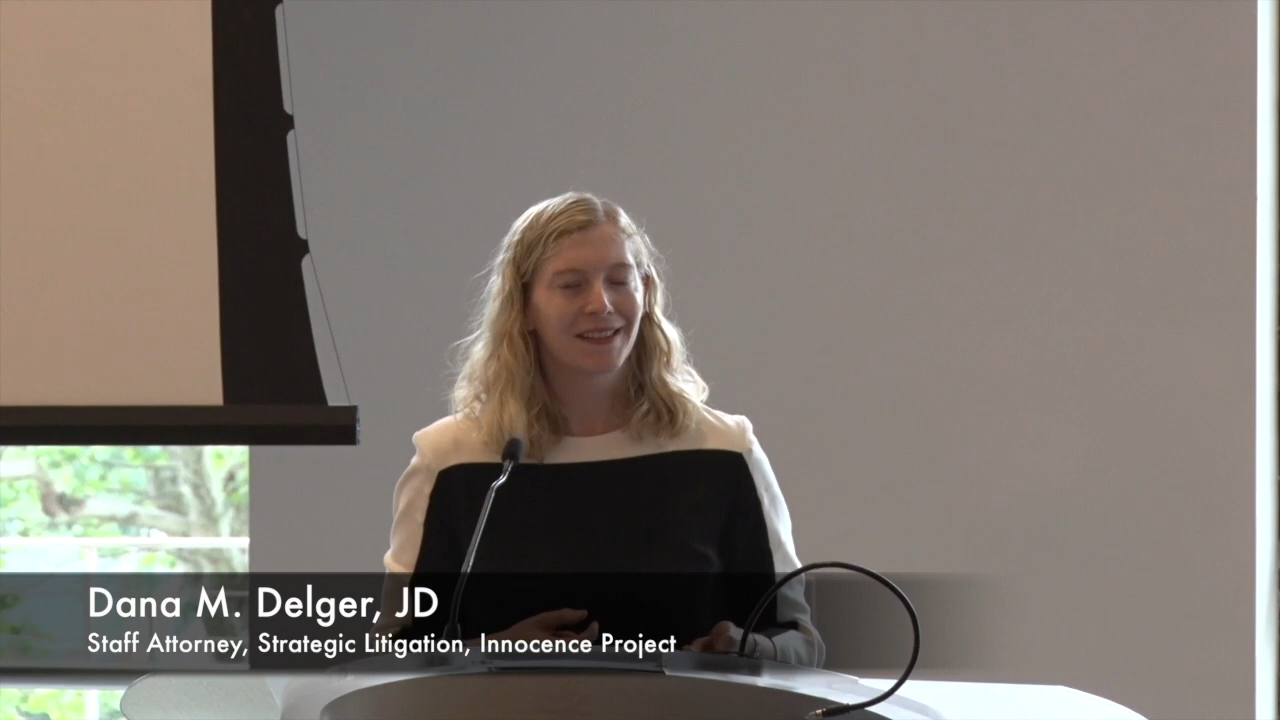 Dana M. Delger, JD
Staff Attorney, Strategic Litigation, Innocence Project